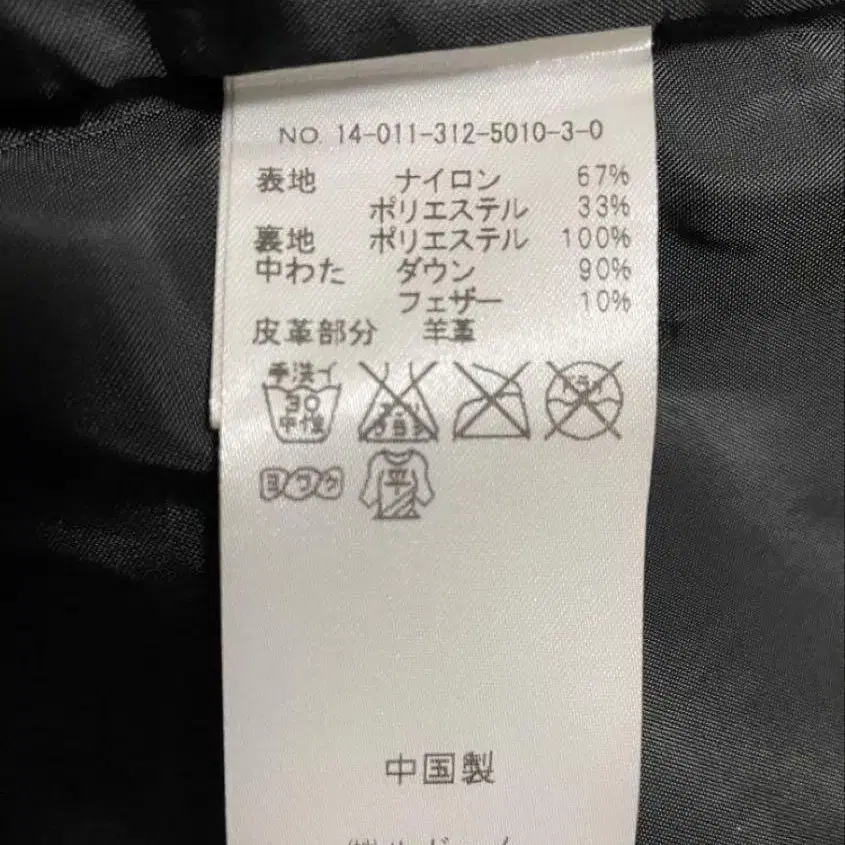 NO. 14-011-312-5010-3-0
表地 ナイロン 67%
ポリエステル 33%
裏地 ポリエステル 100%
中わた ダウン 90%
フェザー 10%
皮革部分 羊革
手洗イ
30
中性
ドライ
ヨワク
平
中国製